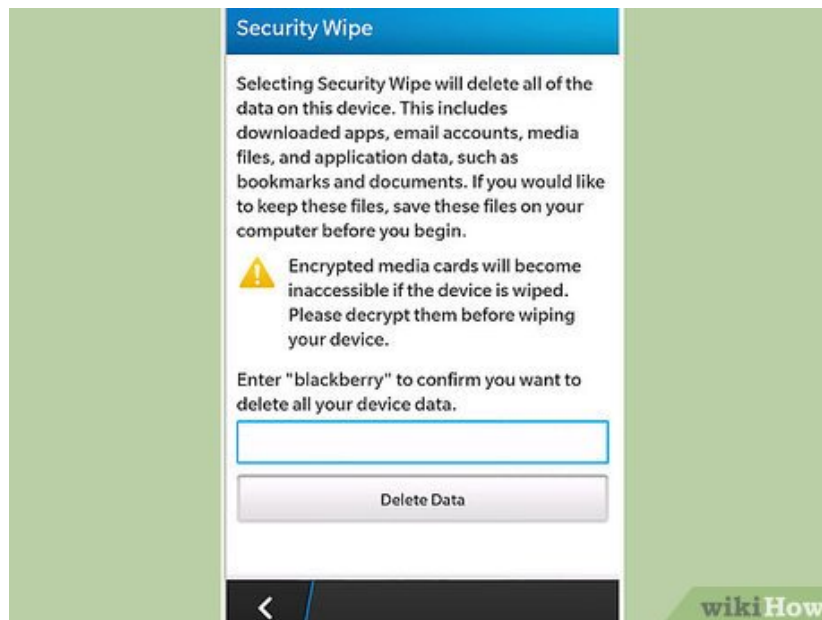 Security Wipe
Selecting Security Wipe will delete all of the
data on this device. This includes
downloaded apps, email accounts, media
files, and application data, such as
bookmarks and documents. If you would like
to keep these files, save these files on your
computer before you begin.
Encrypted media cards will become
inaccessible if the device is wiped.
Please decrypt them before wiping
your device.
Enter "blackberry" to confirm you want to
delete all your device data.
Delete Data
wikiHow